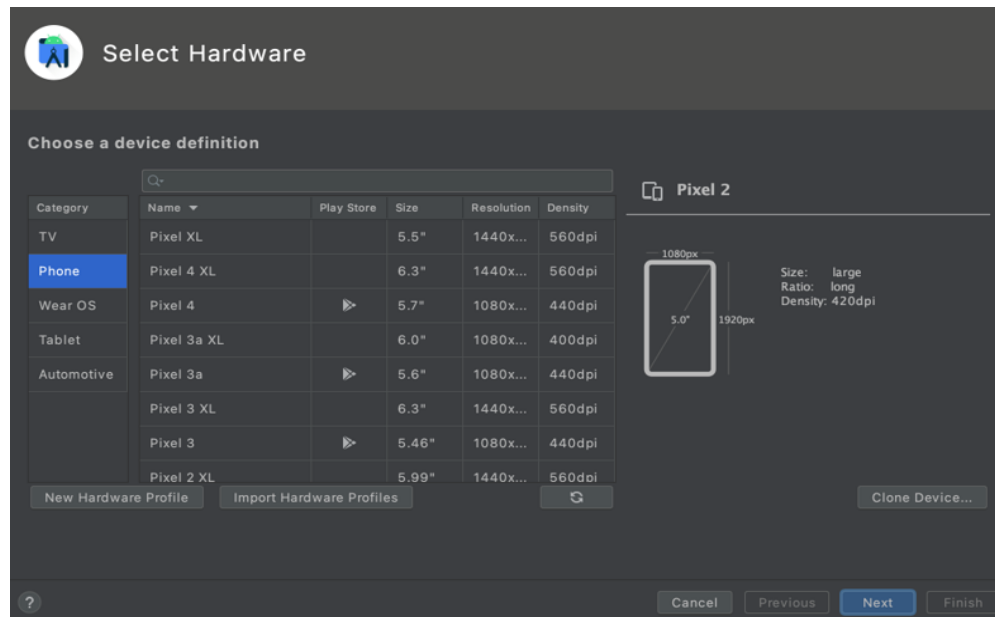 Select Hardware
Choose a device definition
Category Name Play Store Size Resolution Density
TV Pixel XL 5.5" 1440x... 560dpi
Phone Pixel 4 XL 6.3" 1440x... 560dpi
Wear OS Pixel 4 5.7" 1080x... 440dpi
Tablet Pixel 3a XL 6.0" 1080x... 400dpi
Automotive Pixel 3a 5.6" 1080x... 440dpi
Pixel 3 XL 6.3" 1440x... 560dpi
Pixel 3 5.46" 1080x... 440dpi
Pixel 2 XL 5.99" 1440x... 560dpi
New Hardware Profile Import Hardware Profiles
Pixel 2
1080px
5.0" 1920px
Size: large
Ratio: long
Density: 420dpi
Clone Device...
? Cancel Previous Next Finish